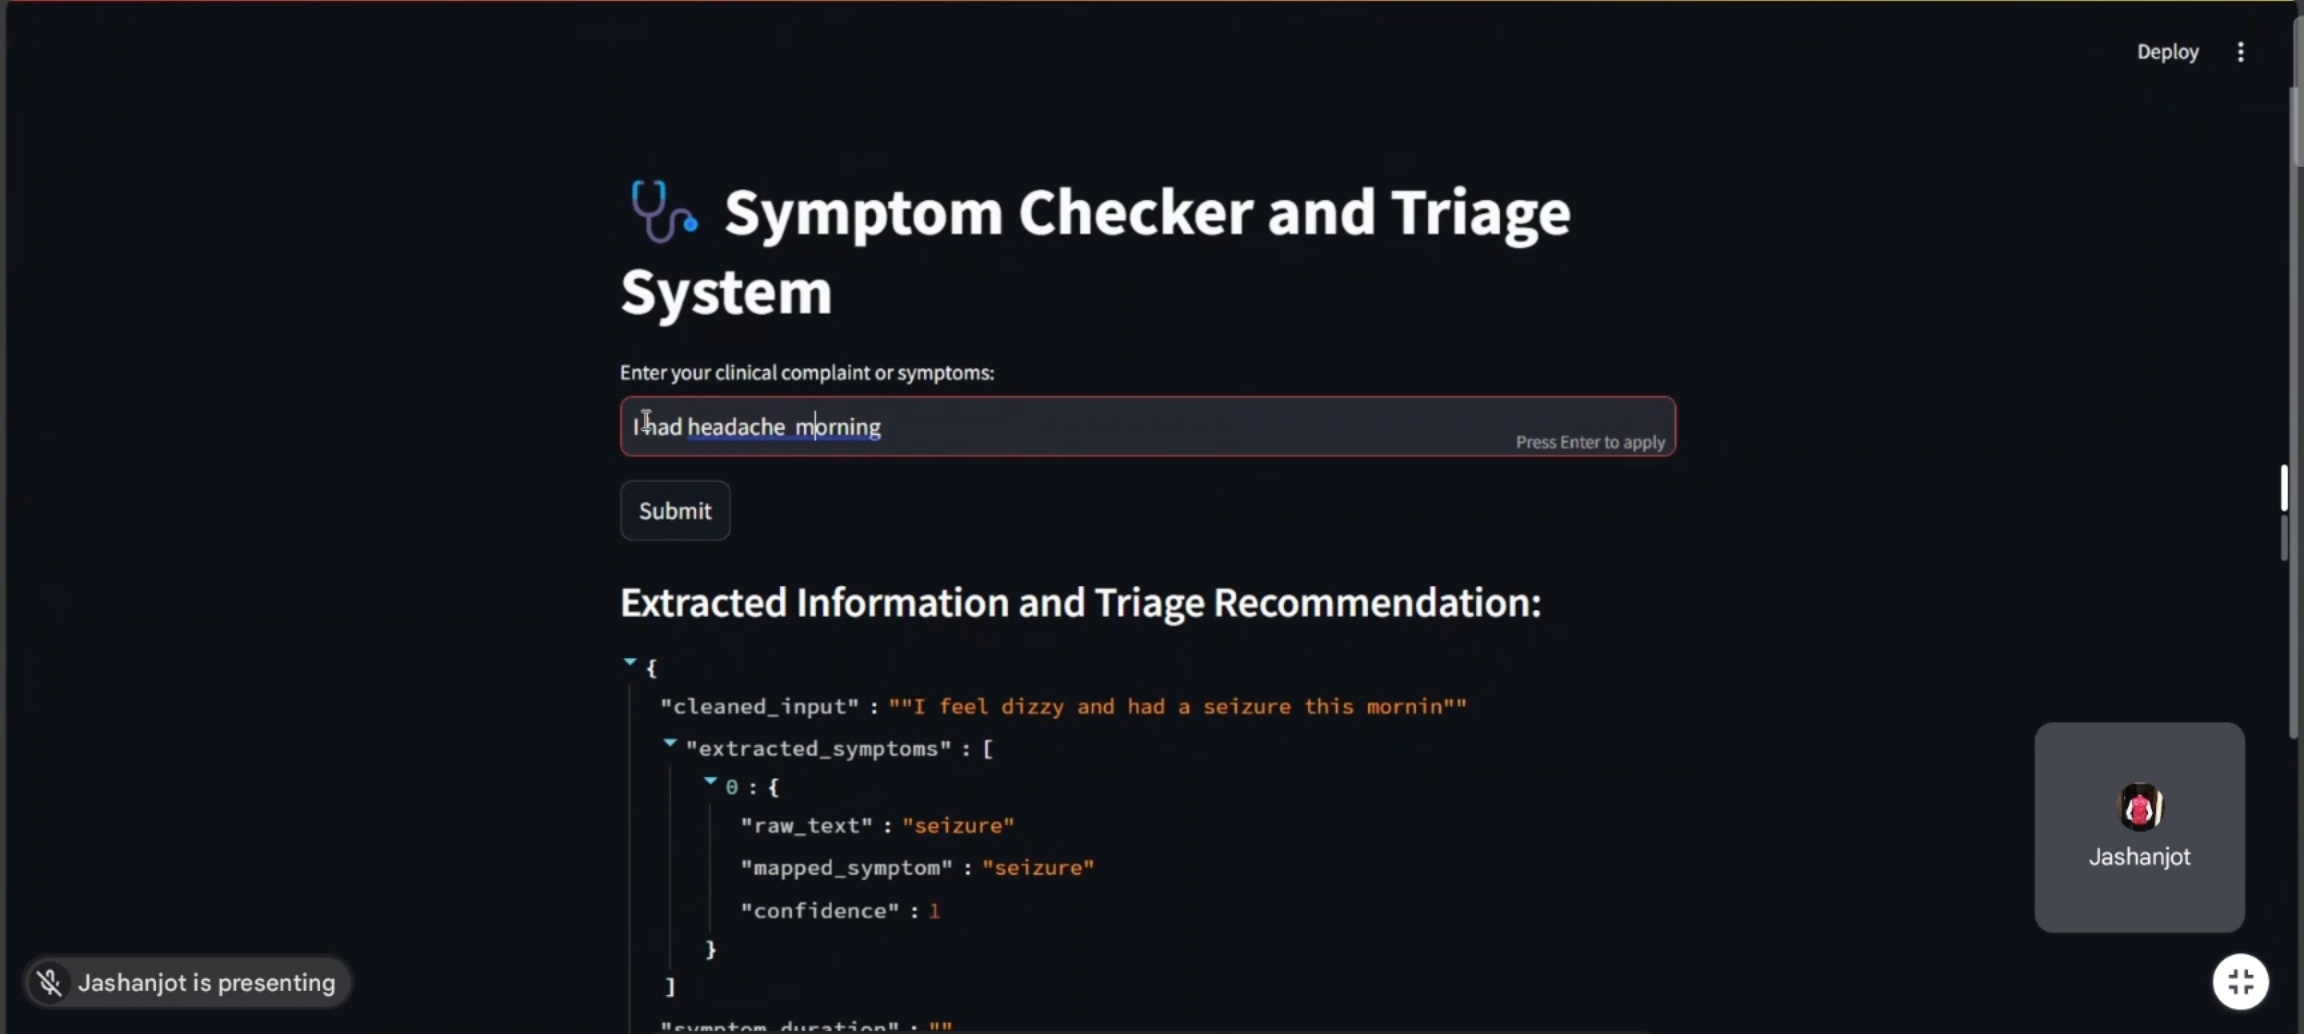 Deploy
Symptom Checker and Triage
System
Enter your clinical complaint or symptoms:
I had headache morning
Press Enter to apply
Submit
Extracted Information and Triage Recommendation:
{
"cleaned_input" : ""I feel dizzy and had a seizure this mornin""
"extracted_symptoms" : [
0 : {
"raw_text" : "seizure"
"mapped_symptom" : "seizure"
"confidence" : 1
}
]
"symptom_duration" : ""
Jashanjot
Jashanjot is presenting